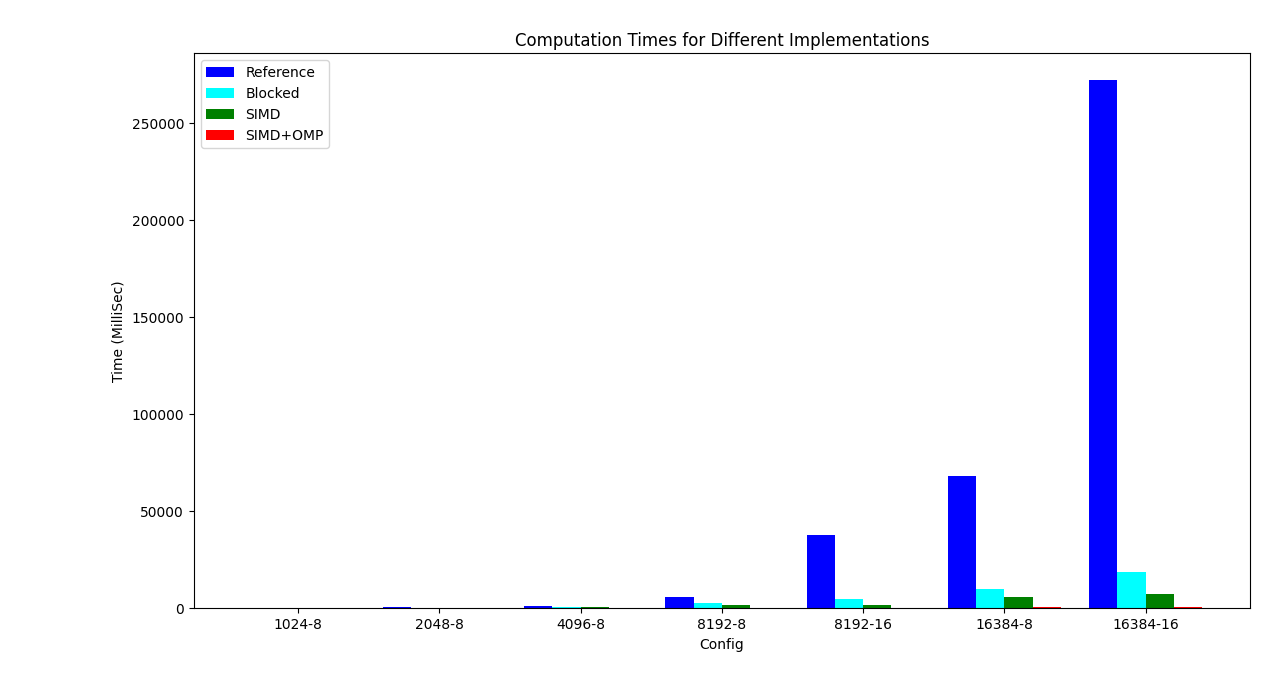 Computation Times for Different Implementations
Reference
Blocked
SIMD
SIMD+OMP
Time (MilliSec)
250000
200000
150000
100000
50000
0
1024-8 2048-8 4096-8 8192-8 8192-16 16384-8 16384-16
Config